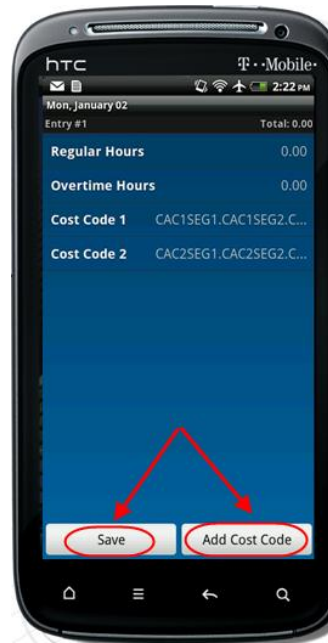 hTC T··Mobile·
2:22 PM
Mon, January 02
Entry #1 Total: 0.00
Regular Hours 0.00
Overtime Hours 0.00
Cost Code 1 CAC1SEG1.CAC1SEG2.C...
Cost Code 2 CAC2SEG1.CAC2SEG2.C...
Save Add Cost Code